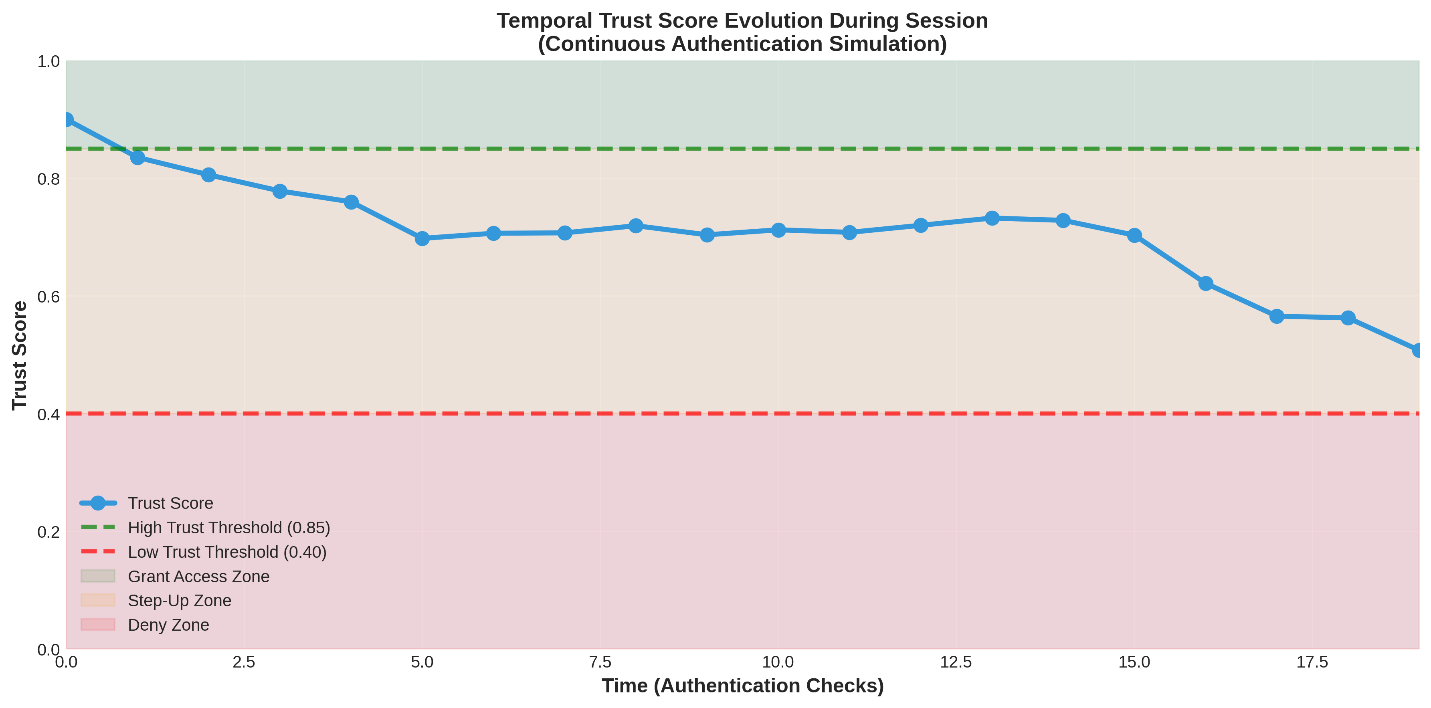 Temporal Trust Score Evolution During Session
(Continuous Authentication Simulation)
Trust Score
1.0
0.8
0.6
0.4
0.2
0.0
Trust Score
High Trust Threshold (0.85)
Low Trust Threshold (0.40)
Grant Access Zone
Step-Up Zone
Deny Zone
0.0 2.5 5.0 7.5 10.0 12.5 15.0 17.5
Time (Authentication Checks)